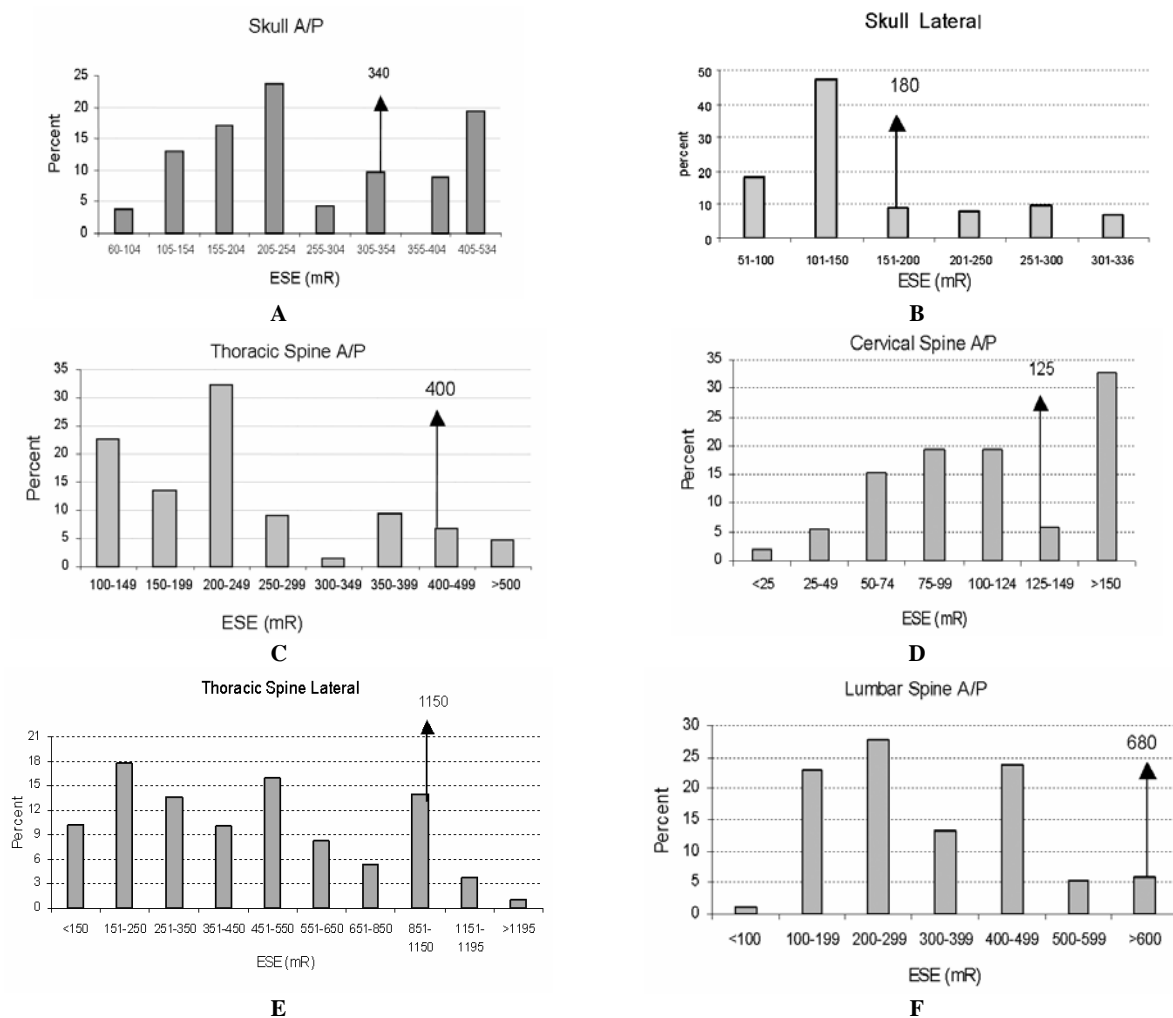 Skull A/P
340
25
20
15
10
5
0
Percent
60-104 105-154 155-204 205-254 255-304 305-354 355-404 405-534
ESE (mR)
A
Skull Lateral
180
50
40
30
20
10
0
percent
51-100 101-150 151-200 201-250 251-300 301-336
ESE (mR)
B
Thoracic Spine A/P
400
35
30
25
20
15
10
5
0
Percent
100-149 150-199 200-249 250-299 300-349 350-399 400-499 >500
ESE (mR)
C
Cervical Spine A/P
125
35
30
25
20
15
10
5
0
Percent
<25 25-49 50-74 75-99 100-124 125-149 >150
ESE (mR)
D
Thoracic Spine Lateral
1150
21
18
15
12
9
6
3
0
Percent
<150 151-250 251-350 351-450 451-550 551-650 651-850 851- 1151- >1195
1150 1195
ESE (mR)
E
Lumbar Spine A/P
680
30
25
20
15
10
5
0
Percent
<100 100-199 200-299 300-399 400-499 500-599 >600
ESE (mR)
F